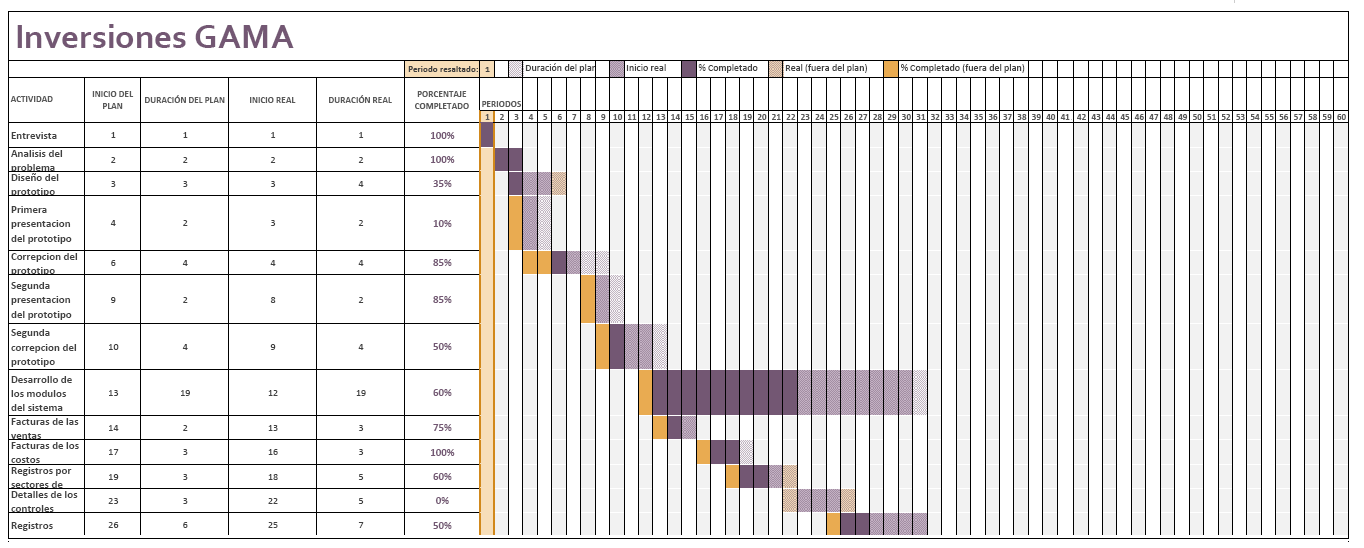 Inversiones GAMA
Periodo resaltado: 1 Duración del plan Inicio real % Completado Real (fuera del plan) % Completado (fuera del plan)
ACTIVIDAD INICIO DEL PLAN DURACIÓN DEL PLAN INICIO REAL DURACIÓN REAL PORCENTAJE COMPLETADO PERIODOS
1 2 3 4 5 6 7 8 9 10 11 12 13 14 15 16 17 18 19 20 21 22 23 24 25 26 27 28 29 30 31 32 33 34 35 36 37 38 39 40 41 42 43 44 45 46 47 48 49 50 51 52 53 54 55 56 57 58 59 60
Entrevista 1 1 1 1 100%
Analisis del problema 2 2 2 2 100%
Diseño del prototipo 3 3 3 4 35%
Primera presentacion del prototipo 4 2 3 2 10%
Correpcion del prototipo 6 4 4 4 85%
Segunda presentacion del prototipo 9 2 8 2 85%
Segunda correpcion del prototipo 10 4 9 4 50%
Desarrollo de los modulos del sistema 13 19 12 19 60%
Facturas de las ventas 14 2 13 3 75%
Facturas de los costos 17 3 16 3 100%
Registros por sectores de 19 3 18 5 60%
Detalles de los controles 23 3 22 5 0%
Registros 26 6 25 7 50%